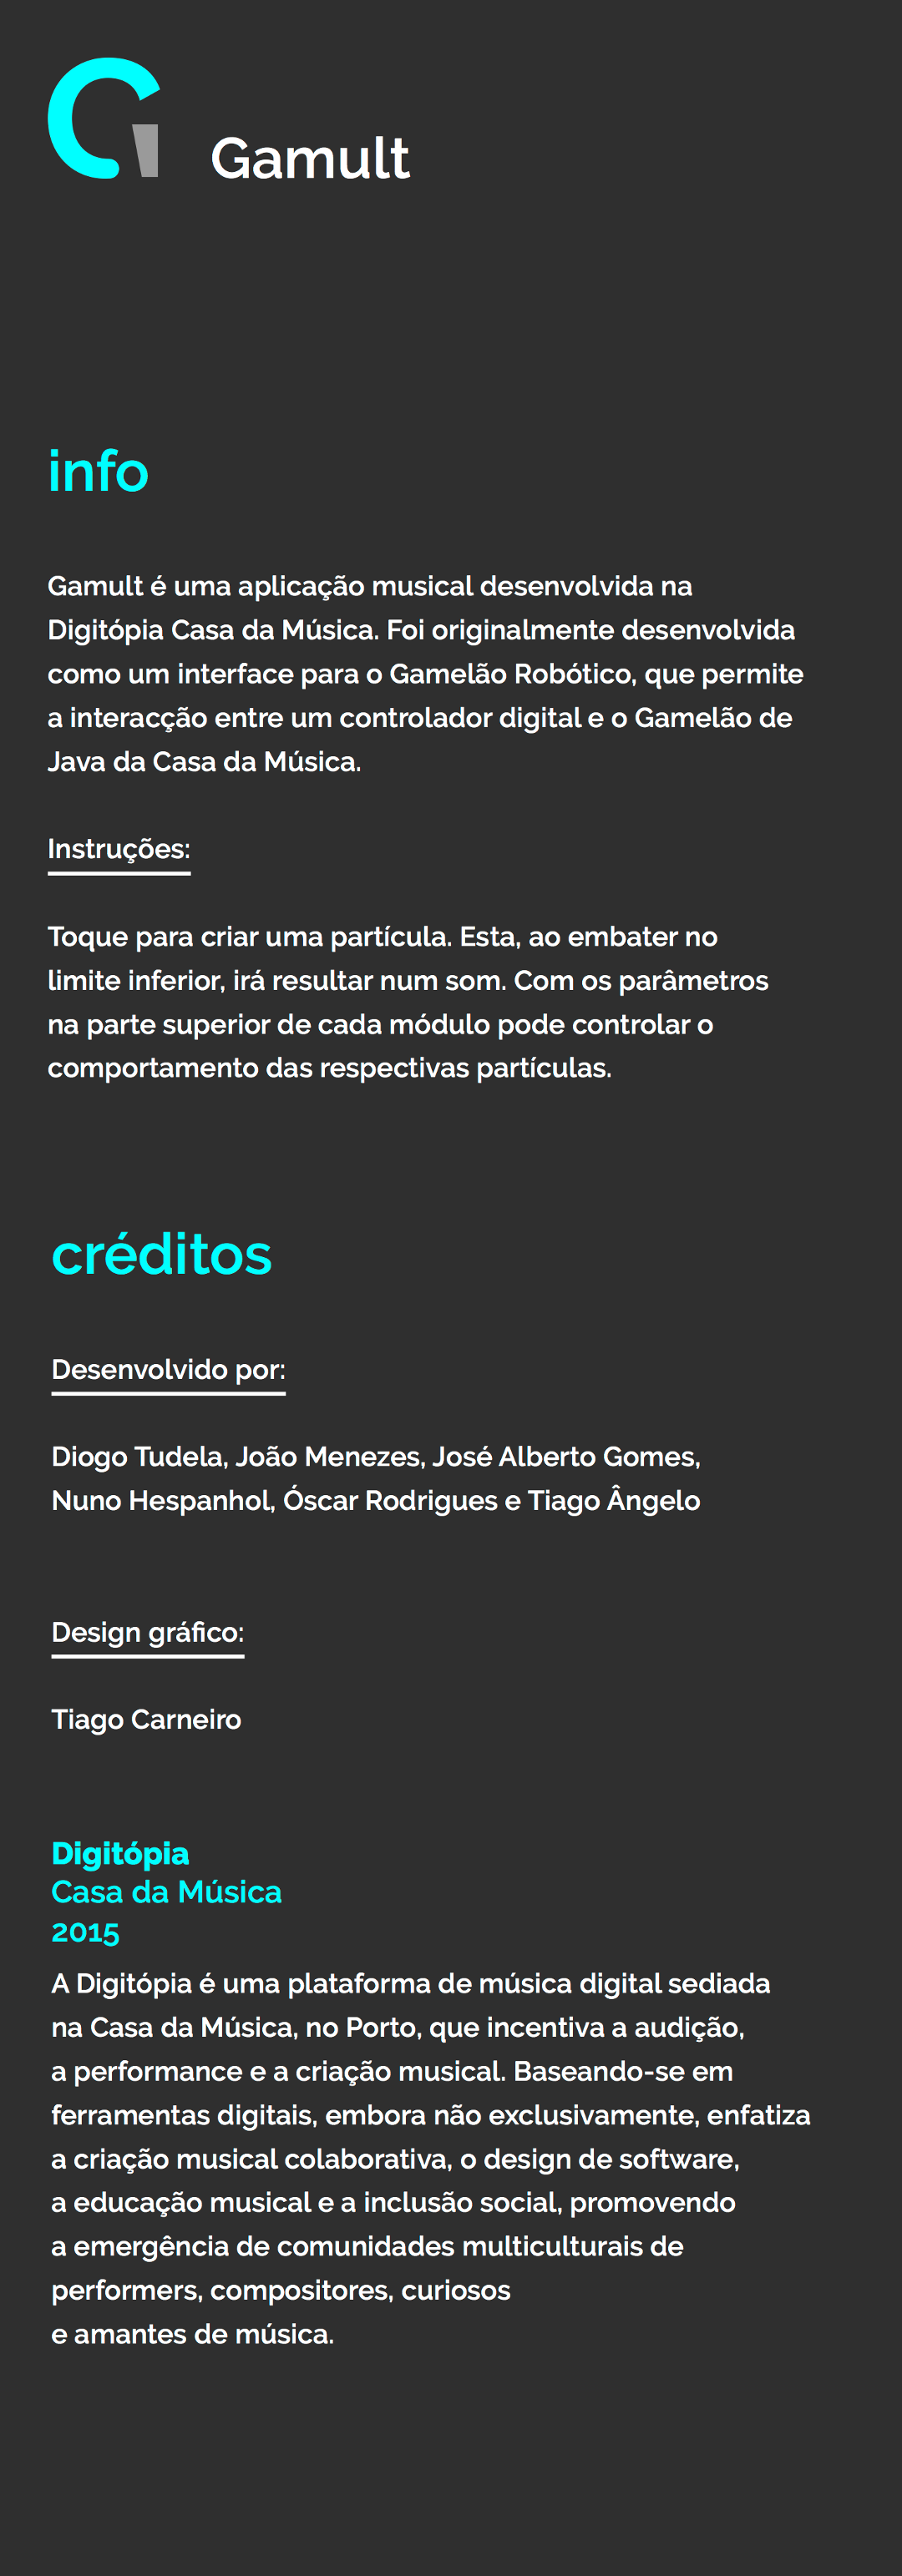 Gamult
info
Gamult é uma aplicação musical desenvolvida na
Digitópia Casa da Música. Foi originalmente desenvolvida
como um interface para o Gamelão Robótico, que permite
a interacção entre um controlador digital e o Gamelão de
Java da Casa da Música.
Instruções:
Toque para criar uma partícula. Esta, ao embater no
limite inferior, irá resultar num som. Com os parâmetros
na parte superior de cada módulo pode controlar o
comportamento das respectivas partículas.
créditos
Desenvolvido por:
Diogo Tudela, João Menezes, José Alberto Gomes,
Nuno Hespanhol, Óscar Rodrigues e Tiago Ângelo
Design gráfico:
Tiago Carneiro
Digitópia
Casa da Música
2015
A Digitópia é uma plataforma de música digital sediada
na Casa da Música, no Porto, que incentiva a audição,
a performance e a criação musical. Baseando-se em
ferramentas digitais, embora não exclusivamente, enfatiza
a criação musical colaborativa, o design de software,
a educação musical e a inclusão social, promovendo
a emergência de comunidades multiculturais de
performers, compositores, curiosos
e amantes de música.